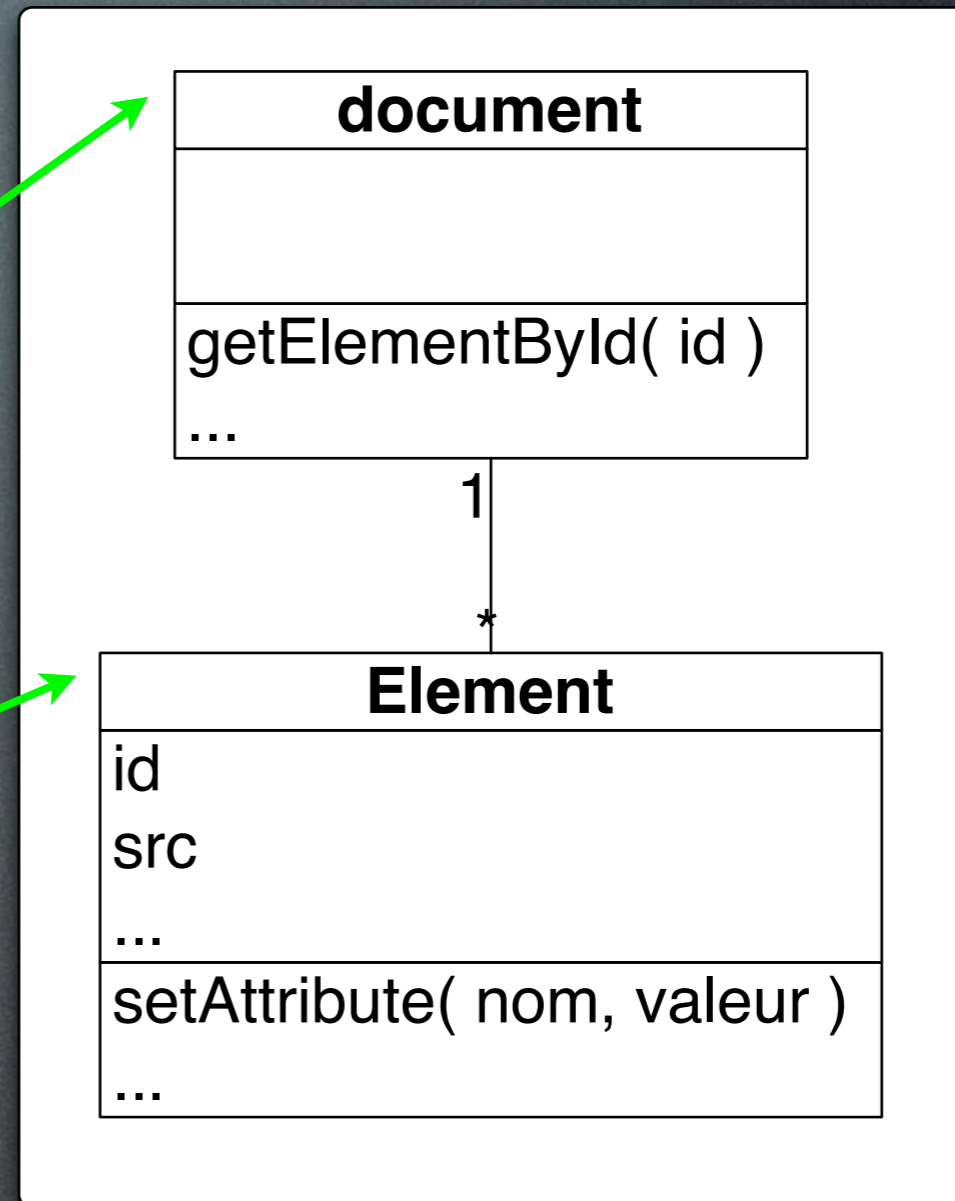 document
getElementById( id )
...
1
*
Element
id
src
...
setAttribute( nom, valeur )
...